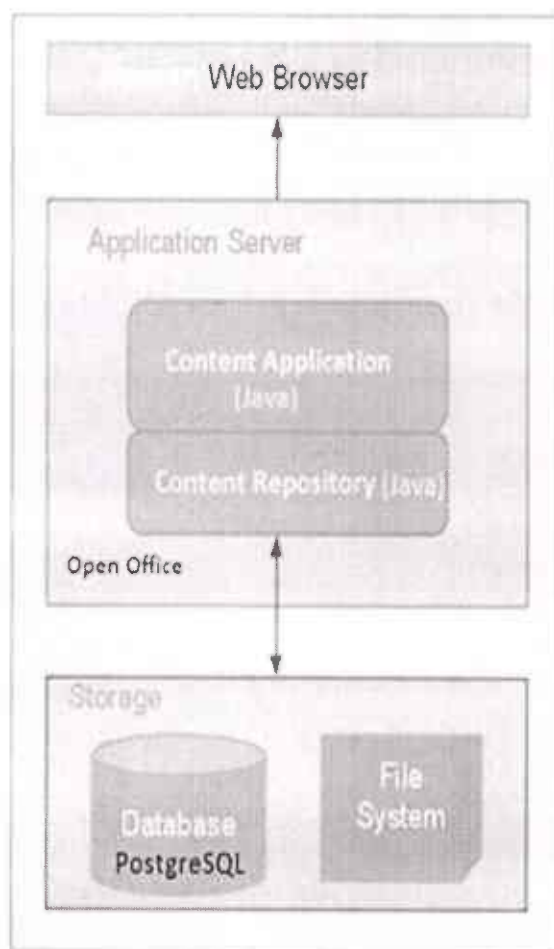 Web Browser
Application Server
Content Application
(Java)
Content Repository (Java)
Open Office
Storage
Database
PostgreSQL
File
System